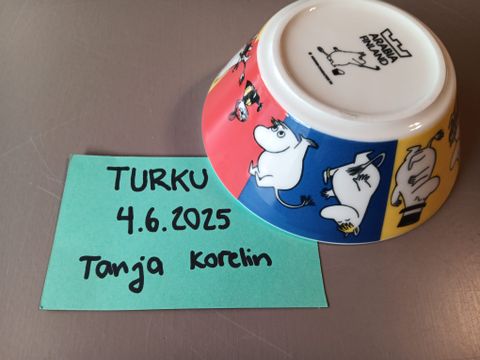 TURKU
4.6.2025
Tanja Korelin
ARABIA
FINLAND